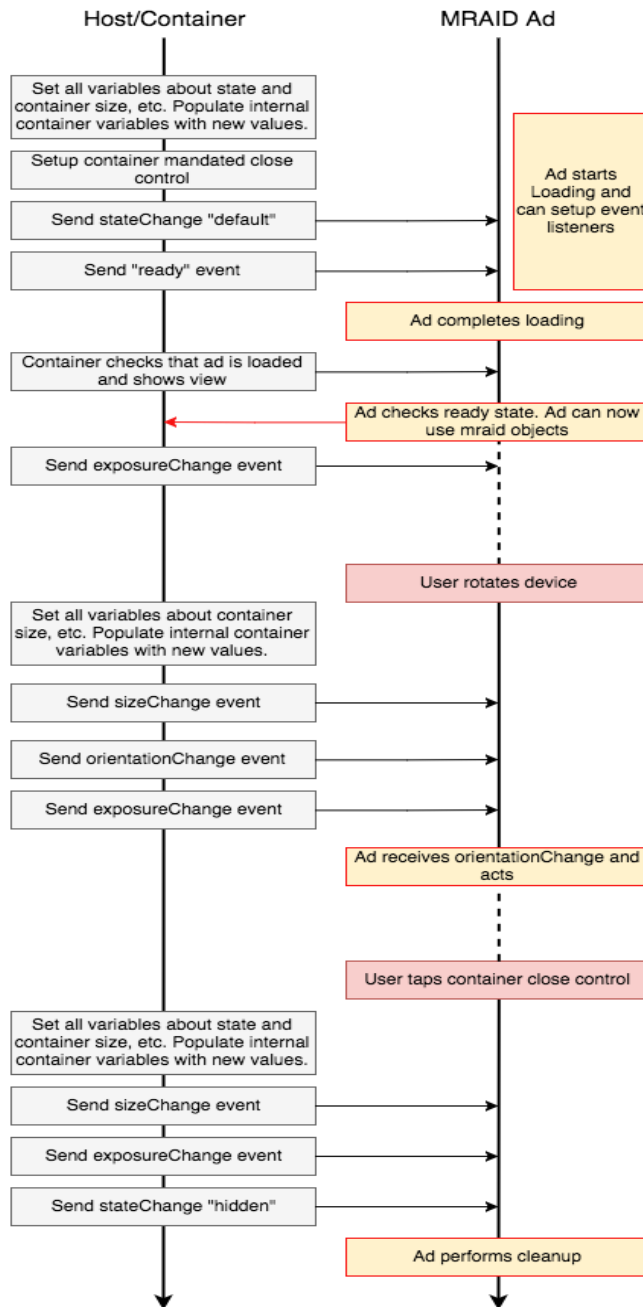 Host/Container
MRAID Ad
Set all variables about state and
container size, etc. Populate internal
container variables with new values.
Ad starts
Loading and
can setup event
listeners
Setup container mandated close
control
Send stateChange "default"
Send "ready" event
Ad completes loading
Container checks that ad is loaded
and shows view
Ad checks ready state. Ad can now
use mraid objects
Send exposureChange event
User rotates device
Set all variables about container
size, etc. Populate internal container
variables with new values.
Send sizeChange event
Send orientationChange event
Send exposureChange event
Ad receives orientationChange and
acts
User taps container close control
Set all variables about state and
container size, etc. Populate internal
container variables with new values.
Send sizeChange event
Send exposureChange event
Send stateChange "hidden"
Ad performs cleanup